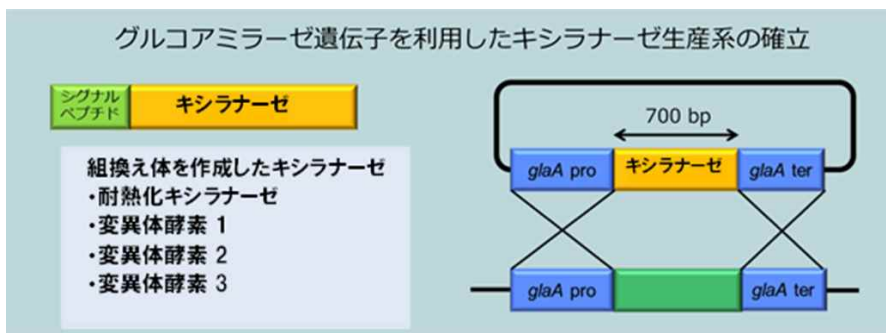 グルコアミラーゼ遺伝子を利用したキシラナーゼ生産系の確立
シグナル
ペプチド
キシラナーゼ
組換え体を作成したキシラナーゼ
・耐熱化キシラナーゼ
・変異体酵素 1
・変異体酵素 2
・変異体酵素 3
700 bp
glaA pro
キシラナーゼ
glaA ter
glaA pro
glaA ter